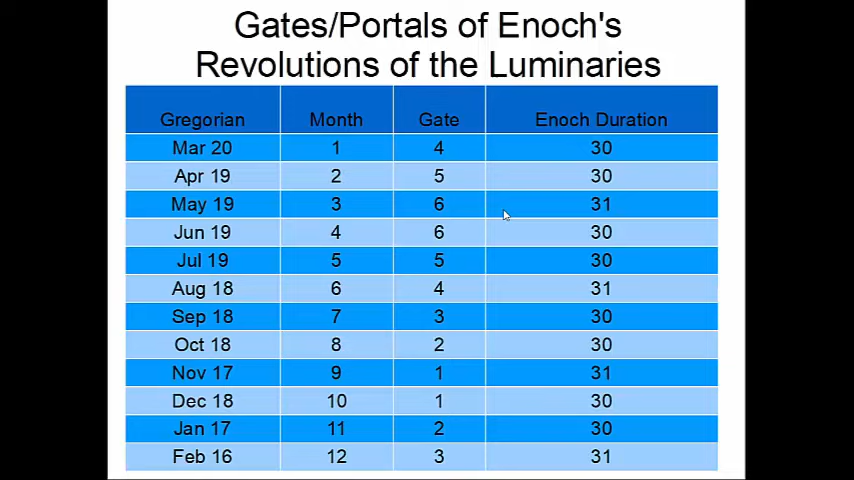 Gates/Portals of Enoch's
Revolutions of the Luminaries
Gregorian Month Gate Enoch Duration
Mar 20 1 4 30
Apr 19 2 5 30
May 19 3 6 31
Jun 19 4 6 30
Jul 19 5 5 30
Aug 18 6 4 31
Sep 18 7 3 30
Oct 18 8 2 30
Nov 17 9 1 31
Dec 18 10 1 30
Jan 17 11 2 30
Feb 16 12 3 31